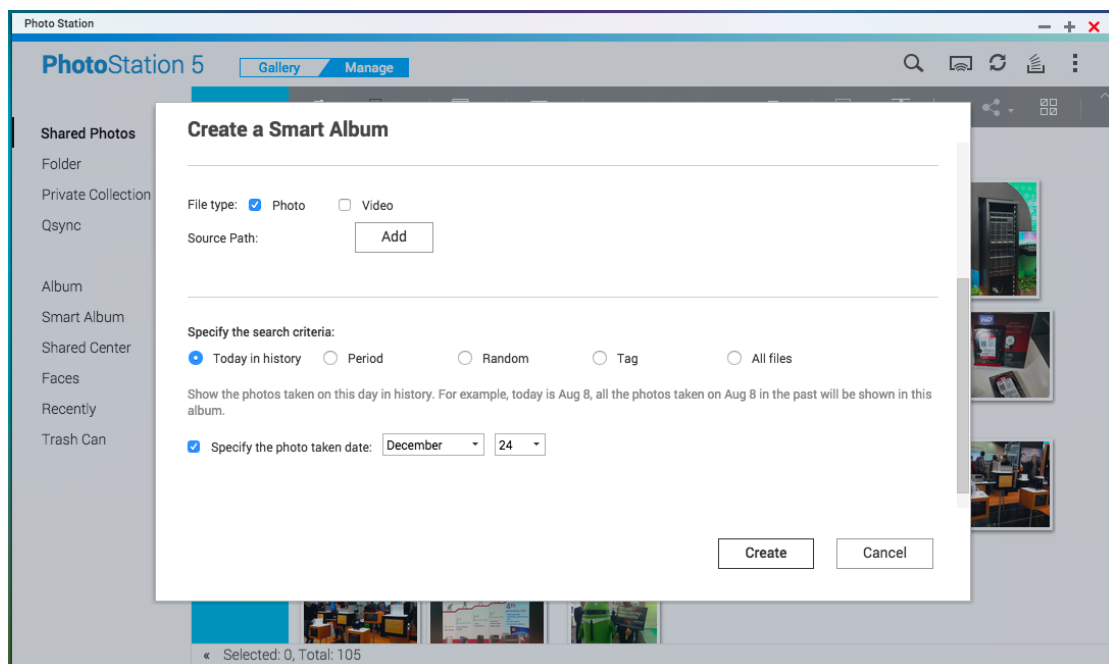 Photo Station
PhotoStation 5
Gallery
Manage
Shared Photos
Folder
Private Collection
Qsync
Album
Smart Album
Shared Center
Faces
Recently
Trash Can
Create a Smart Album
File type: Photo Video
Source Path: Add
Specify the search criteria:
Today in history Period Random Tag All files
Show the photos taken on this day in history. For example, today is Aug 8, all the photos taken on Aug 8 in the past will be shown in this
album.
Specify the photo taken date: December 24
Create Cancel
« Selected: 0, Total: 105